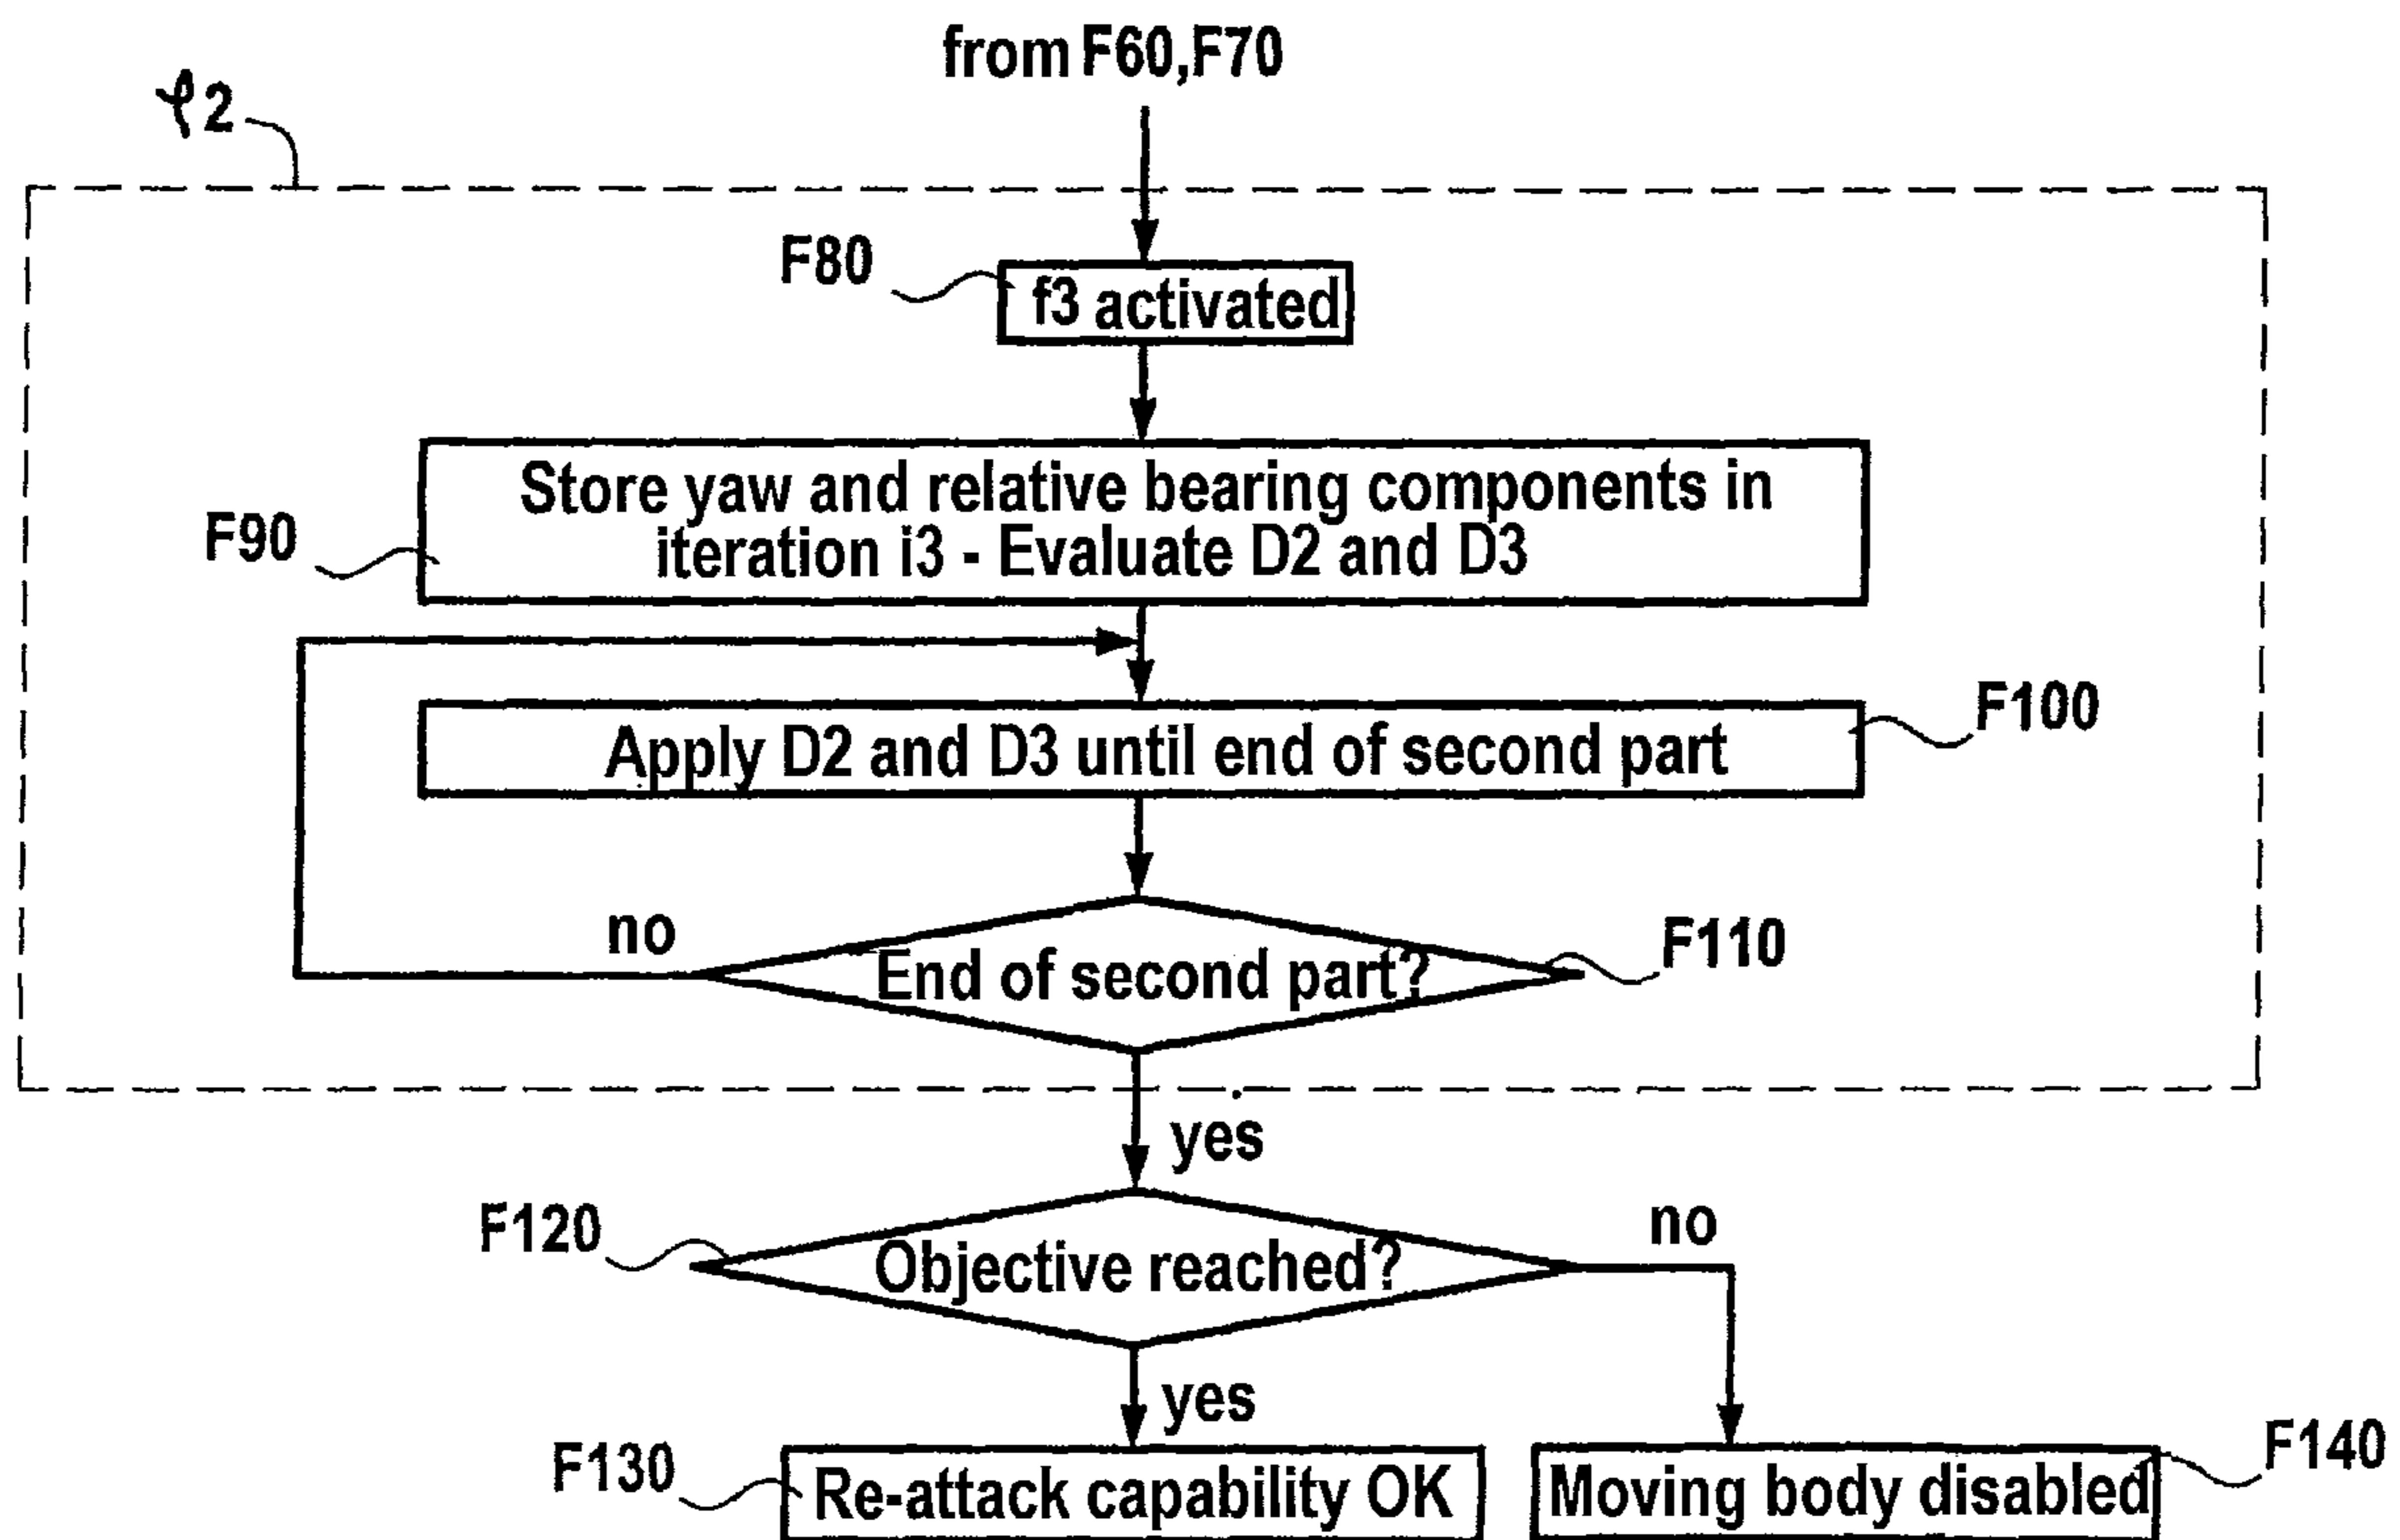 from F60,F70
φ2
F80
f3 activated
Store yaw and relative bearing components in
iteration i3 - Evaluate D2 and D3
F90
F100
Apply D2 and D3 until end of second part
no
F110
End of second part?
yes
F120
no
Objective reached?
yes
F130
Re-attack capability OK
F140
Moving body disabled